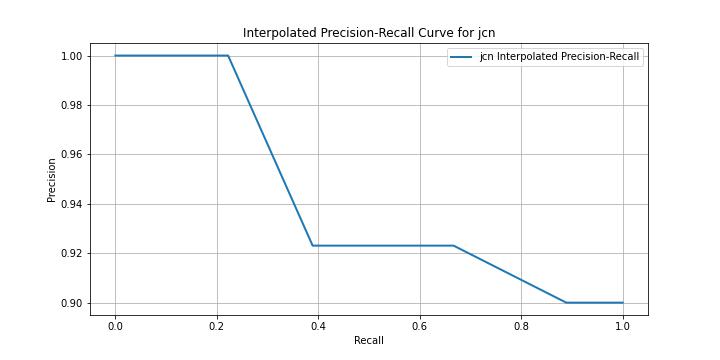 Interpolated Precision-Recall Curve for jcn
jcn Interpolated Precision-Recall
Precision
1.00
0.98
0.96
0.94
0.92
0.90
0.0 0.2 0.4 0.6 0.8 1.0
Recall